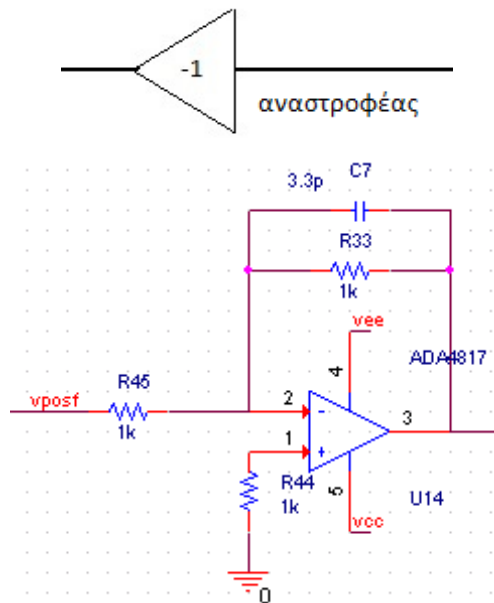 -1
αναστροφέας
C7
3.3p
R33
1k
vee
ADA4817
R45
4
vposf
2
-
3
1k
1
+
R44
5
1k
U14
vcc
0